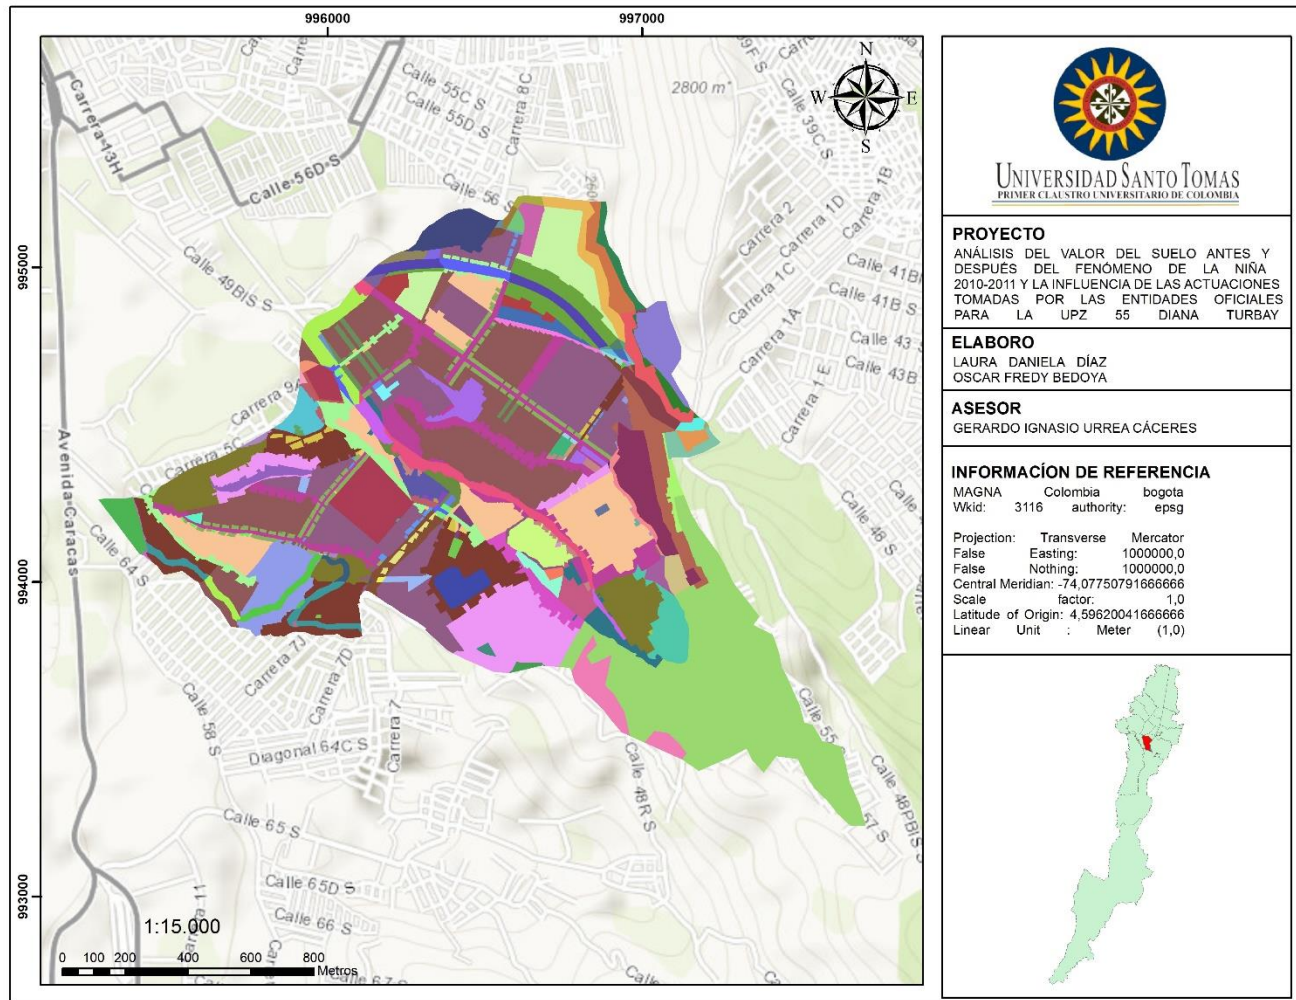 996000
997000
995000
994000
993000
Carrera 13H
Calle 56D S
Calle 55C S
Calle 55D S
Carrera 8C
Calle 56 S
2800 m
Calle 39C S
Carrera 1B
Carrera 2
Carrera 1D
Carrera 1C
Calle 41B S
Carrera 1A
Calle 43 S
Calle 43B
Carrera 1 E
Calle 49BIS S
Carrera 9A
Carrera 5C
Avenida Caracas
Calle 64 S
Calle 46 S
Carrera 7J
Carrera 7D
Carrera 7
Calle 58 S
Diagonal 64C S
Calle 48R S
Calle 55
57 S
Calle 48PBIS S
Calle 65 S
Calle 65D S
Calle 66 S
Calle 67 S
N
W
E
S
1:15.000
0 100 200 400 600 800
Metros
UNIVERSIDAD SANTO TOMAS
PRIMER CLAUSTRO UNIVERSITARIO DE COLOMBIA
PROYECTO
ANÁLISIS DEL VALOR DEL SUELO ANTES Y
DESPUÉS DEL FENÓMENO DE LA NIÑA
2010-2011 Y LA INFLUENCIA DE LAS ACTUACIONES
TOMADAS POR LAS ENTIDADES OFICIALES
PARA LA UPZ 55 DIANA TURBAY
ELABORO
LAURA DANIELA DÍAZ
OSCAR FREDY BEDOYA
ASESOR
GERARDO IGNASIO URREA CÁCERES
INFORMACÍON DE REFERENCIA
MAGNA Colombia bogota
Wkid: 3116 authority: epsg
Projection: Transverse Mercator
False Easting: 1000000,0
False Nothing: 1000000,0
Central Meridian: -74,07750791666666
Scale factor: 1,0
Latitude of Origin: 4,59620041666666
Linear Unit : Meter (1,0)